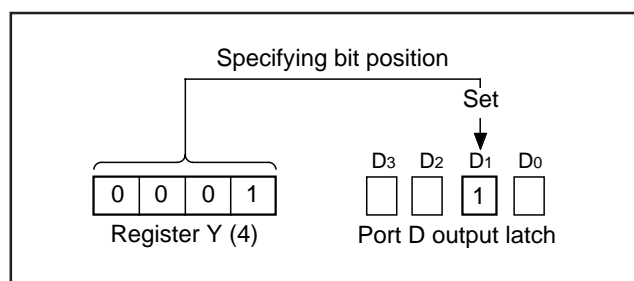 Specifying bit position
Set
D3 D2 D1 D0
0 0 0 1 1
Register Y (4) Port D output latch